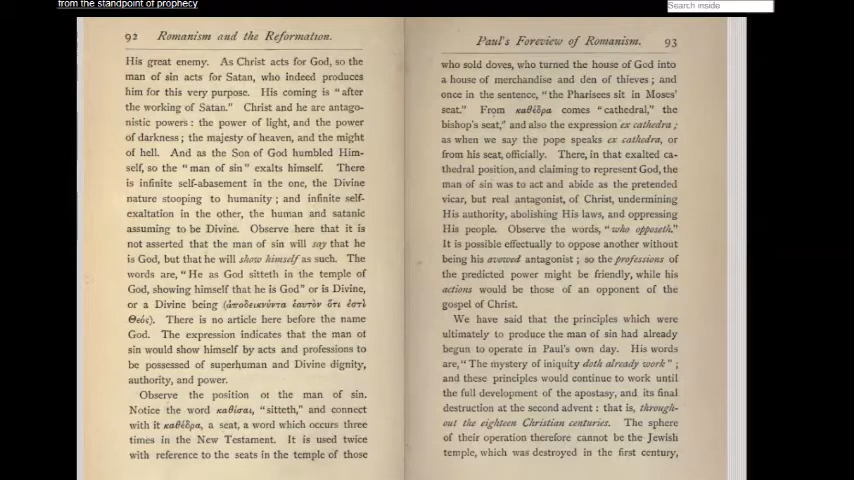 from the standpoint of prophecy
Search inside
92 Romanism and the Reformation.
His great enemy. As Christ acts for God, so the
man of sin acts for Satan, who indeed produces
him for this very purpose. His coming is "after
the working of Satan." Christ and he are antago-
nistic powers: the power of light, and the power
of darkness; the majesty of heaven, and the might
of hell. And as the Son of God humbled Him-
self, so the "man of sin" exalts himself. There
is infinite self-abasement in the one, the Divine
nature stooping to humanity; and infinite self-
exaltation in the other, the human and satanic
assuming to be Divine. Observe here that it is
not asserted that the man of sin will say that he
is God, but that he will show himself as such. The
words are, "He as God sitteth in the temple of
God, showing himself that he is God" or is Divine,
or a Divine being (ἀποδεικνύντα ἑαυτὸν ὅτι ἐστὶ
Θεός). There is no article here before the name
God. The expression indicates that the man of
sin would show himself by acts and professions to
be possessed of superhuman and Divine dignity,
authority, and power.
Observe the position of the man of sin.
Notice the word καθίσαι, "sitteth," and connect
with it καθέδρα, a seat, a word which occurs three
times in the New Testament. It is used twice
with reference to the seats in the temple of those
Paul's Foreview of Romanism. 93
who sold doves, who turned the house of God into
a house of merchandise and den of thieves; and
once in the sentence, "the Pharisees sit in Moses'
seat." From καθέδρα comes "cathedral," the
bishop's seat," and also the expression ex cathedra;
as when we say the pope speaks ex cathedra, or
from his seat, officially. There, in that exalted ca-
thedral position, and claiming to represent God, the
man of sin was to act and abide as the pretended
vicar, but real antagonist, of Christ, undermining
His authority, abolishing His laws, and oppressing
His people. Observe the words, "who opposeth."
It is possible effectually to oppose another without
being his avowed antagonist; so the professions of
the predicted power might be friendly, while his
actions would be those of an opponent of the
gospel of Christ.
We have said that the principles which were
ultimately to produce the man of sin had already
begun to operate in Paul's own day. His words
are, "The mystery of iniquity doth already work";
and these principles would continue to work until
the full development of the apostasy, and its final
destruction at the second advent: that is, through-
out the eighteen Christian centuries. The sphere
of their operation therefore cannot be the Jewish
temple, which was destroyed in the first century,